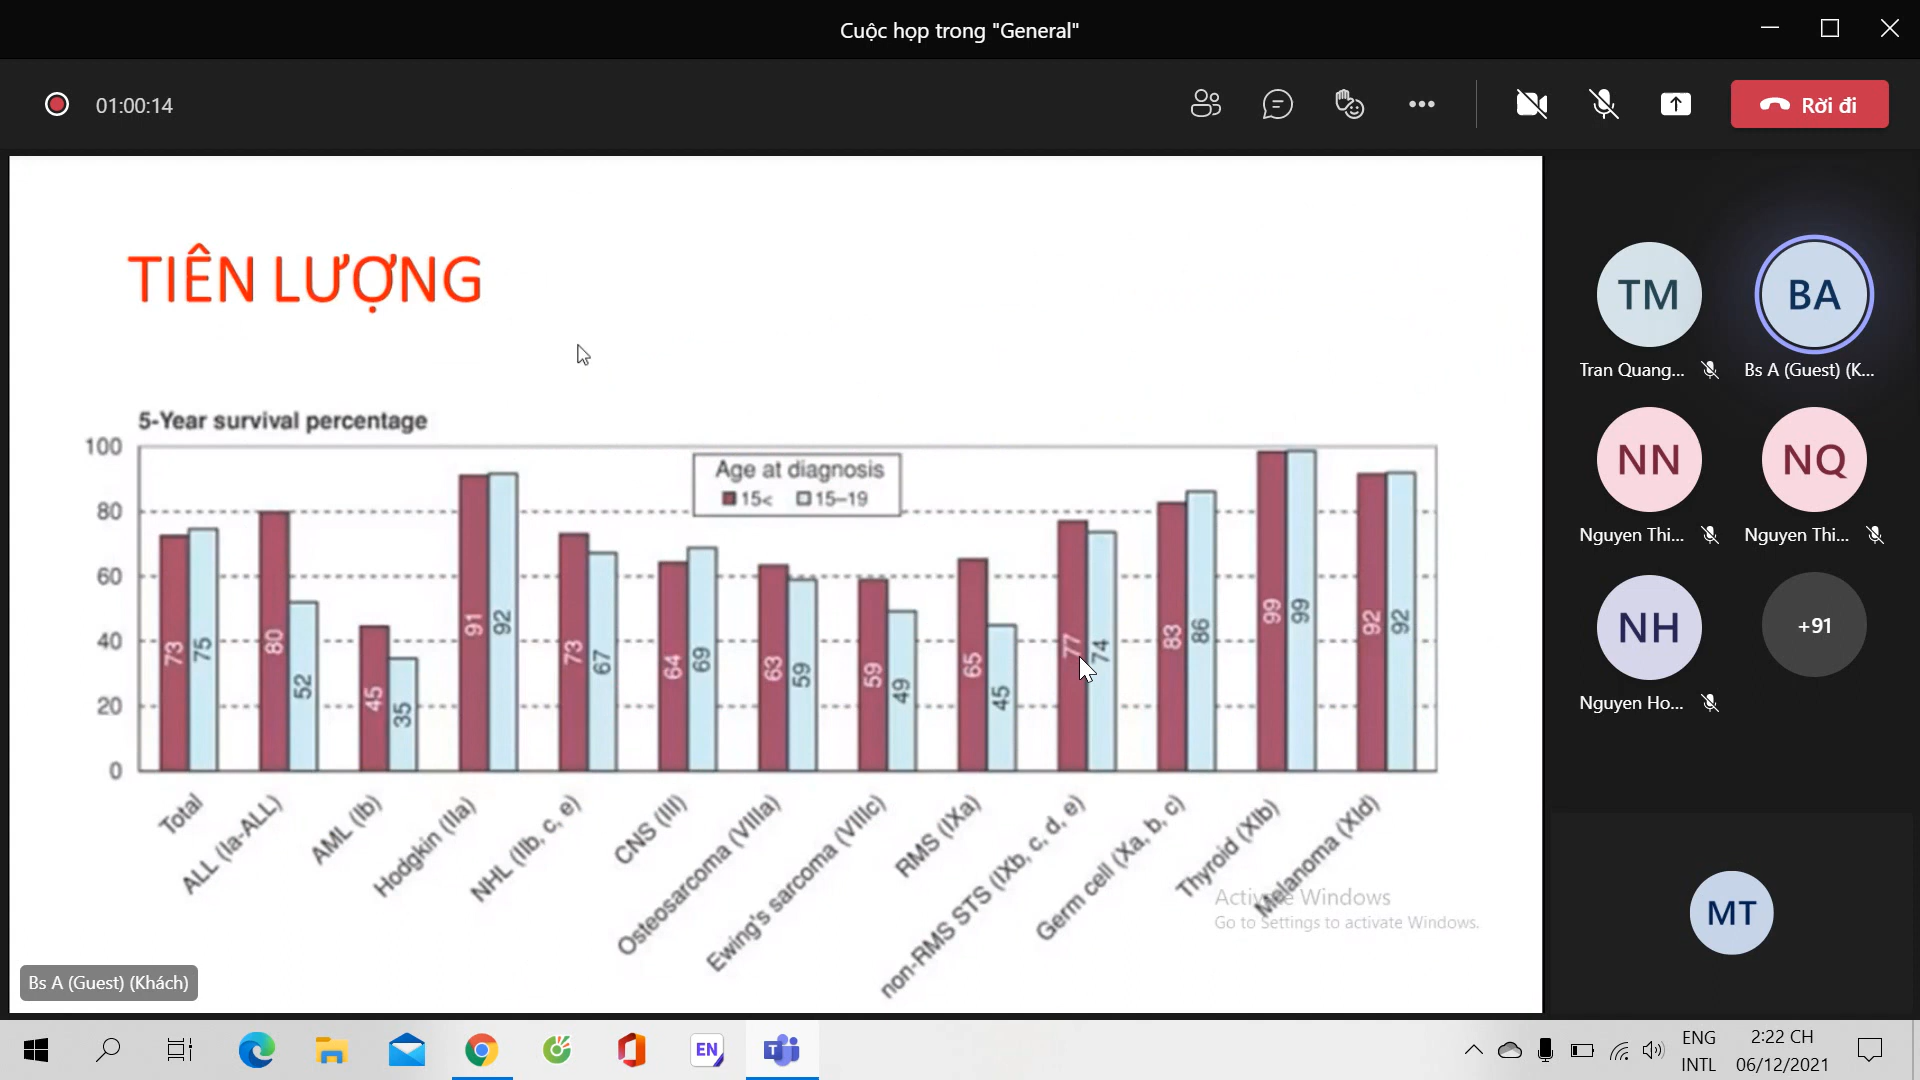 Cuộc họp trong "General"
01:00:14
Rời đi
TIÊN LƯỢNG
5-Year survival percentage
100
80
60
40
20
0
Age at diagnosis
15<
15–19
73
75
80
52
45
35
91
92
73
67
64
69
63
59
59
49
65
45
77
74
83
86
99
99
92
92
Total
ALL (Ia-ALL)
AML (Ib)
Hodgkin (IIa)
NHL (IIb, c, e)
CNS (III)
Osteosarcoma (VIIIa)
Ewing's sarcoma (VIIIc)
RMS (IXa)
non-RMS STS (IXb, c, d, e)
Germ cell (Xa, b, c)
Thyroid (XIb)
Melanoma (XId)
Activate Windows
Go to Settings to activate Windows.
Bs A (Guest) (Khách)
TM
Tran Quang...
BA
Bs A (Guest) (K...
NN
Nguyen Thi...
NQ
Nguyen Thi...
NH
Nguyen Ho...
+91
MT
EN
T
ENG
INTL
2:22 CH
06/12/2021